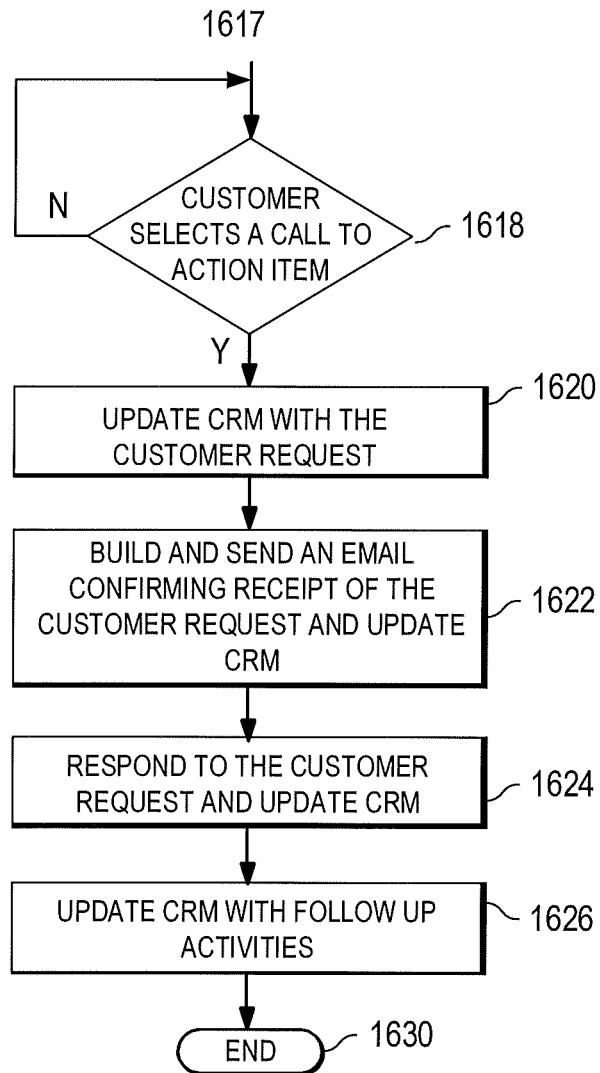 1617
CUSTOMER
SELECTS A CALL TO
ACTION ITEM
N
1618
Y
1620
UPDATE CRM WITH THE
CUSTOMER REQUEST
BUILD AND SEND AN EMAIL
CONFIRMING RECEIPT OF THE
CUSTOMER REQUEST AND UPDATE
CRM
1622
RESPOND TO THE CUSTOMER
REQUEST AND UPDATE CRM
1624
UPDATE CRM WITH FOLLOW UP
ACTIVITIES
1626
END
1630